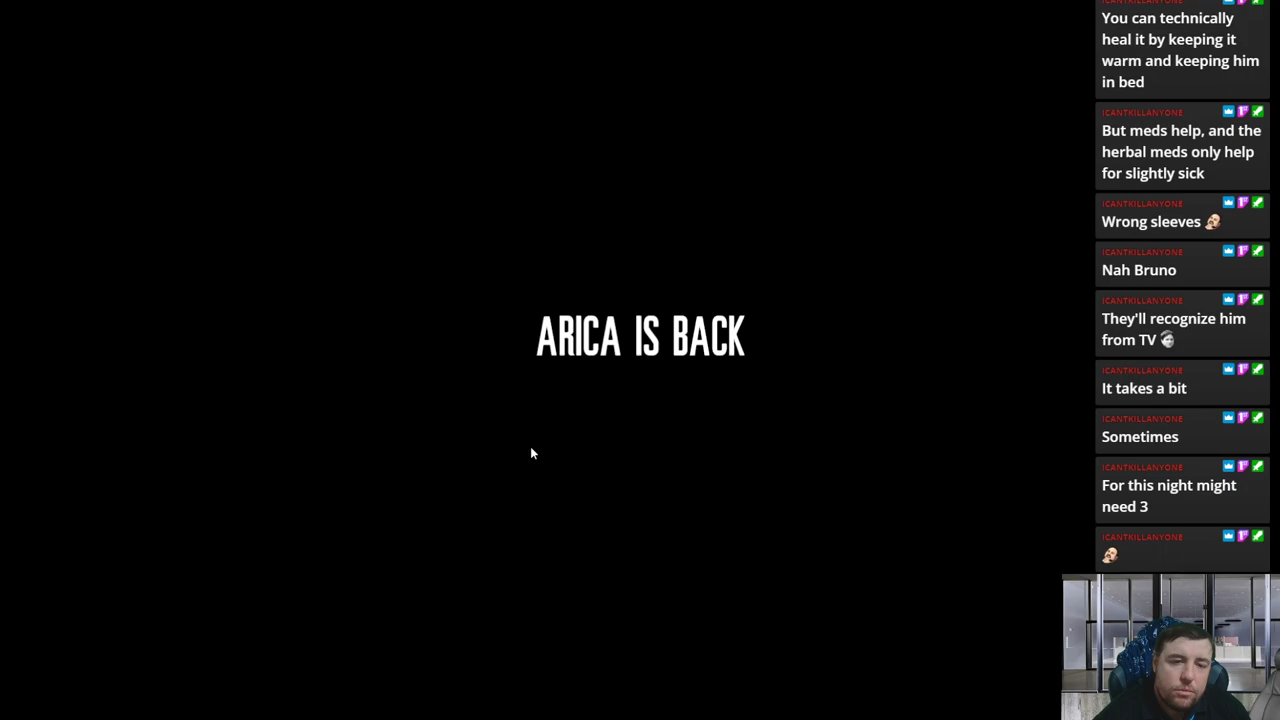 ARICA IS BACK
ICANTKILLANYONE
You can technically
heal it by keeping it
warm and keeping him
in bed
ICANTKILLANYONE
But meds help, and the
herbal meds only help
for slightly sick
ICANTKILLANYONE
Wrong sleeves
ICANTKILLANYONE
Nah Bruno
ICANTKILLANYONE
They'll recognize him
from TV
ICANTKILLANYONE
It takes a bit
ICANTKILLANYONE
Sometimes
ICANTKILLANYONE
For this night might
need 3
ICANTKILLANYONE